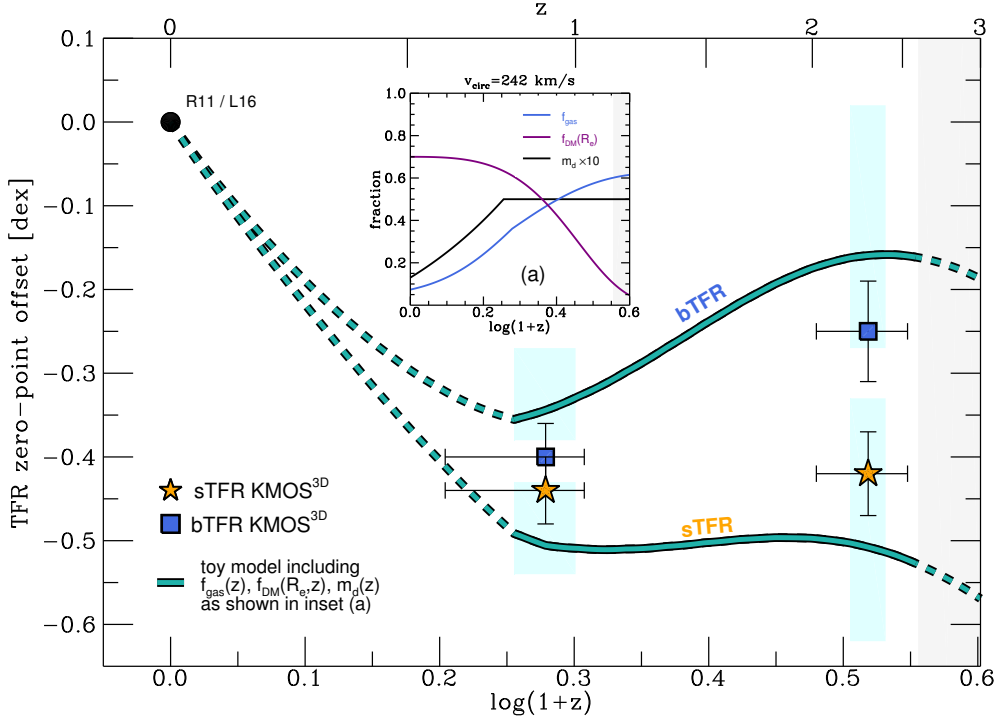 z
0 1 2 3
0.1
0.0
−0.1
−0.2
−0.3
−0.4
−0.5
−0.6
TFR zero-point offset [dex]
R11 / L16
v_circ=242 km/s
1.0
0.8
0.6
0.4
0.2
fraction
f_gas
f_DM(R_e)
m_d ×10
(a)
0.0 0.2 0.4 0.6
log(1+z)
bTFR
sTFR
sTFR KMOS^3D
bTFR KMOS^3D
toy model including
f_gas(z), f_DM(R_e,z), m_d(z)
as shown in inset (a)
0.0 0.1 0.2 0.3 0.4 0.5 0.6
log(1+z)